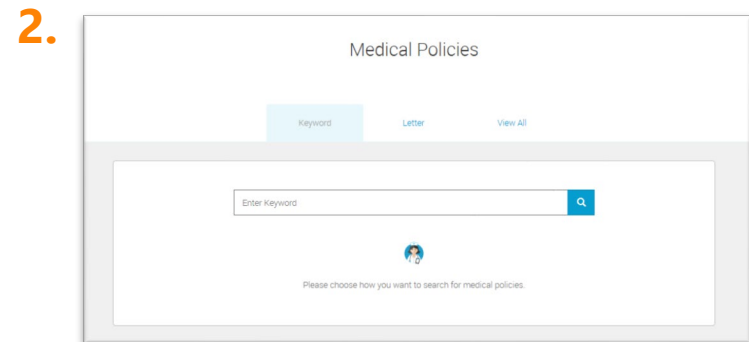 2.
Medical Policies
Keyword Letter View All
Enter Keyword
Please choose how you want to search for medical policies.